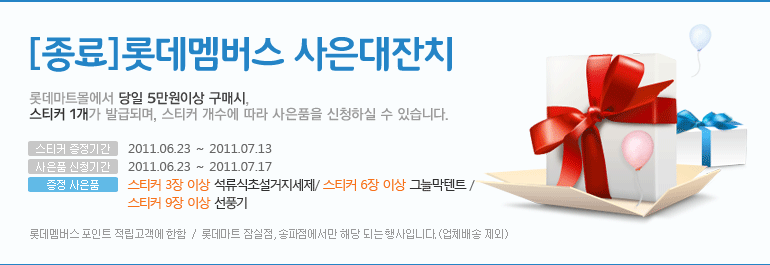 [종료]롯데멤버스 사은대잔치
롯데마트몰에서 당일 5만원이상 구매시,
스티커 1개가 발급되며, 스티커 개수에 따라 사은품을 신청하실 수 있습니다.
스티커 증정기간 2011.06.23 ~ 2011.07.13
사은품 신청기간 2011.06.23 ~ 2011.07.17
증정 사은품 스티커 3장 이상 석류식초설거지세제/ 스티커 6장 이상 그늘막텐트 /
스티커 9장 이상 선풍기
롯데멤버스 포인트 적립고객에 한함 / 롯데마트 잠실점, 송파점에서만 해당 되는 행사입니다. (업체배송 제외)